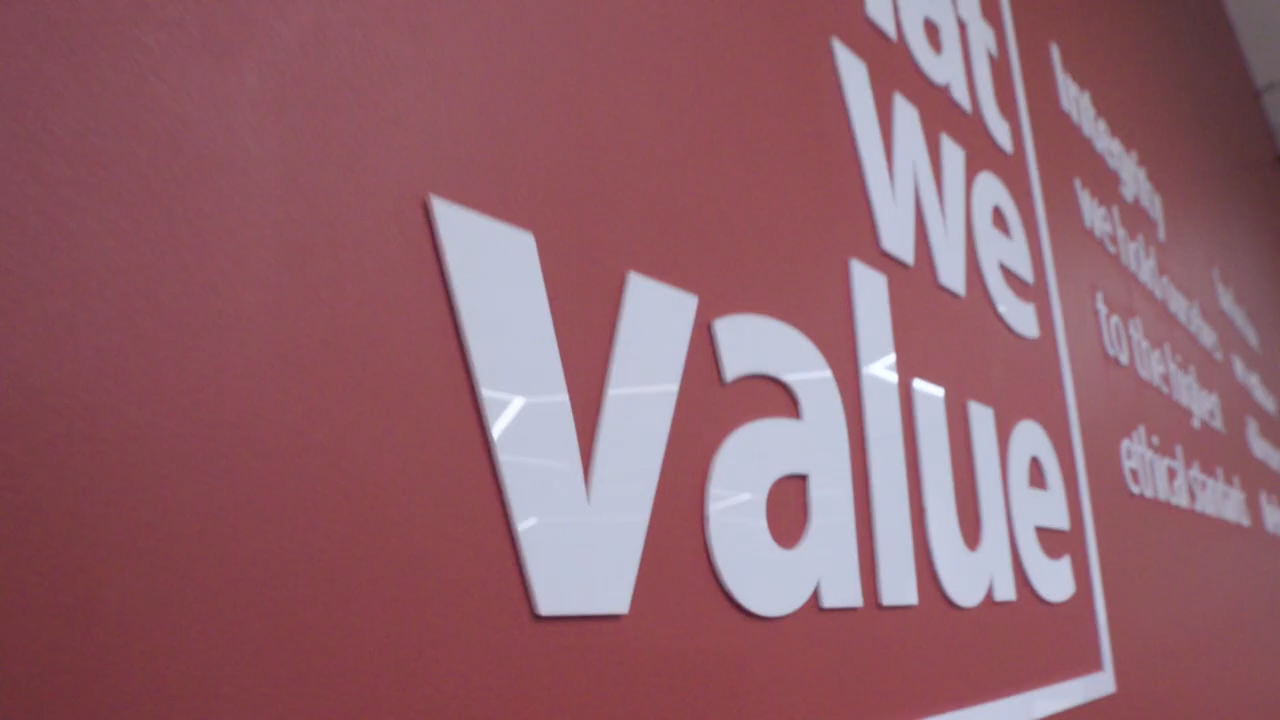 at
we
value
Integrity
we hold ourselves
to the highest
ethical standards